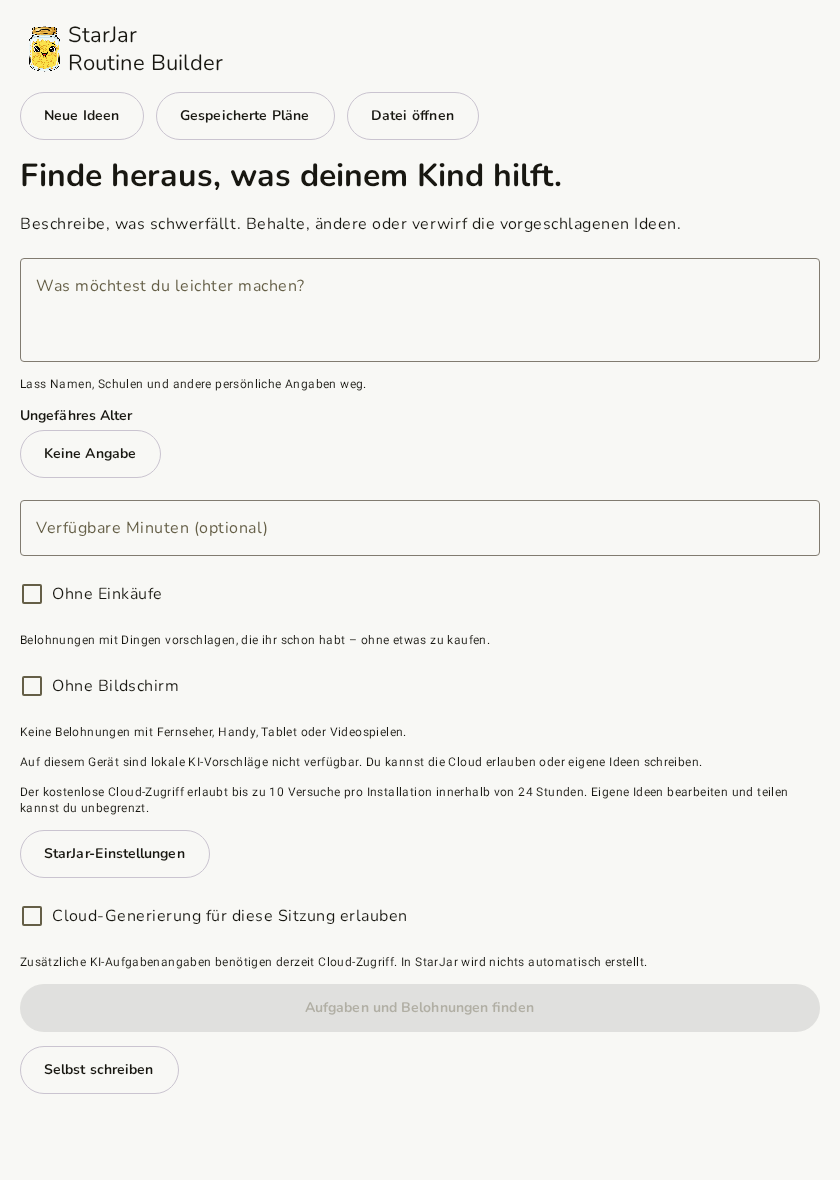 StarJar
Routine Builder
Neue Ideen
Gespeicherte Pläne
Datei öffnen
Finde heraus, was deinem Kind hilft.
Beschreibe, was schwerfällt. Behalte, ändere oder verwirf die vorgeschlagenen Ideen.
Was möchtest du leichter machen?
Lass Namen, Schulen und andere persönliche Angaben weg.
Ungefähres Alter
Keine Angabe
Verfügbare Minuten (optional)
Ohne Einkäufe
Belohnungen mit Dingen vorschlagen, die ihr schon habt – ohne etwas zu kaufen.
Ohne Bildschirm
Keine Belohnungen mit Fernseher, Handy, Tablet oder Videospielen.
Auf diesem Gerät sind lokale KI-Vorschläge nicht verfügbar. Du kannst die Cloud erlauben oder eigene Ideen schreiben.
Der kostenlose Cloud-Zugriff erlaubt bis zu 10 Versuche pro Installation innerhalb von 24 Stunden. Eigene Ideen bearbeiten und teilen
kannst du unbegrenzt.
StarJar-Einstellungen
Cloud-Generierung für diese Sitzung erlauben
Zusätzliche KI-Aufgabenangaben benötigen derzeit Cloud-Zugriff. In StarJar wird nichts automatisch erstellt.
Aufgaben und Belohnungen finden
Selbst schreiben